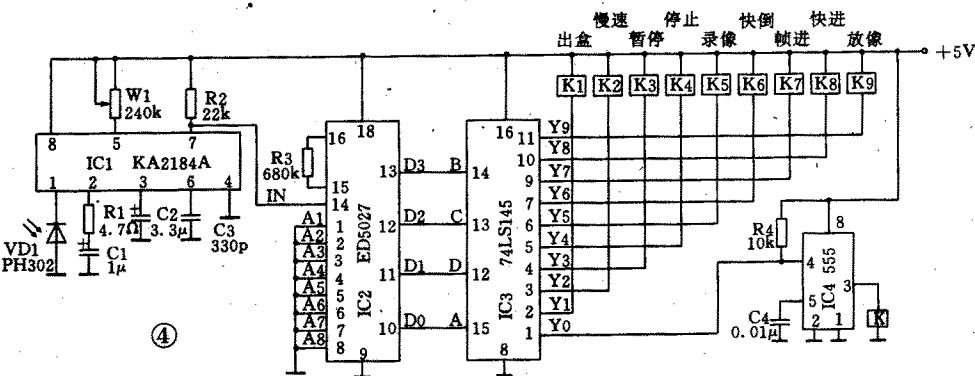 慢速 停止 快倒 快进
出盒 暂停 录像 帧进 放像
+5V
K1 K2 K3 K4 K5 K6 K7 K8 K9
W1
240k
R2
22k
8 5 7
IC1 KA2184A
1 2 3 6 4
VD1
PH302
R1
4.7Ω
C1
1μ
C2
3.3μ
C3
330p
R3
680k
IN
16
15
14
18
13
12
11
10
9
A1 1
A2 2
A3 3
A4 4
A5 5
A6 6
A7 7
A8 8
IC2 ED5027
D3 B
D2 C
D1 D
D0 A
16
14
13
12
15
8
IC3 74LS145
11 Y9
10 Y8
9 Y7
7 Y6
6 Y5
5 Y4
4 Y3
3 Y2
2 Y1
1 Y0
R4
10k
C4
0.01μ
8
4
5
3
2 1
IC4 555
K
④